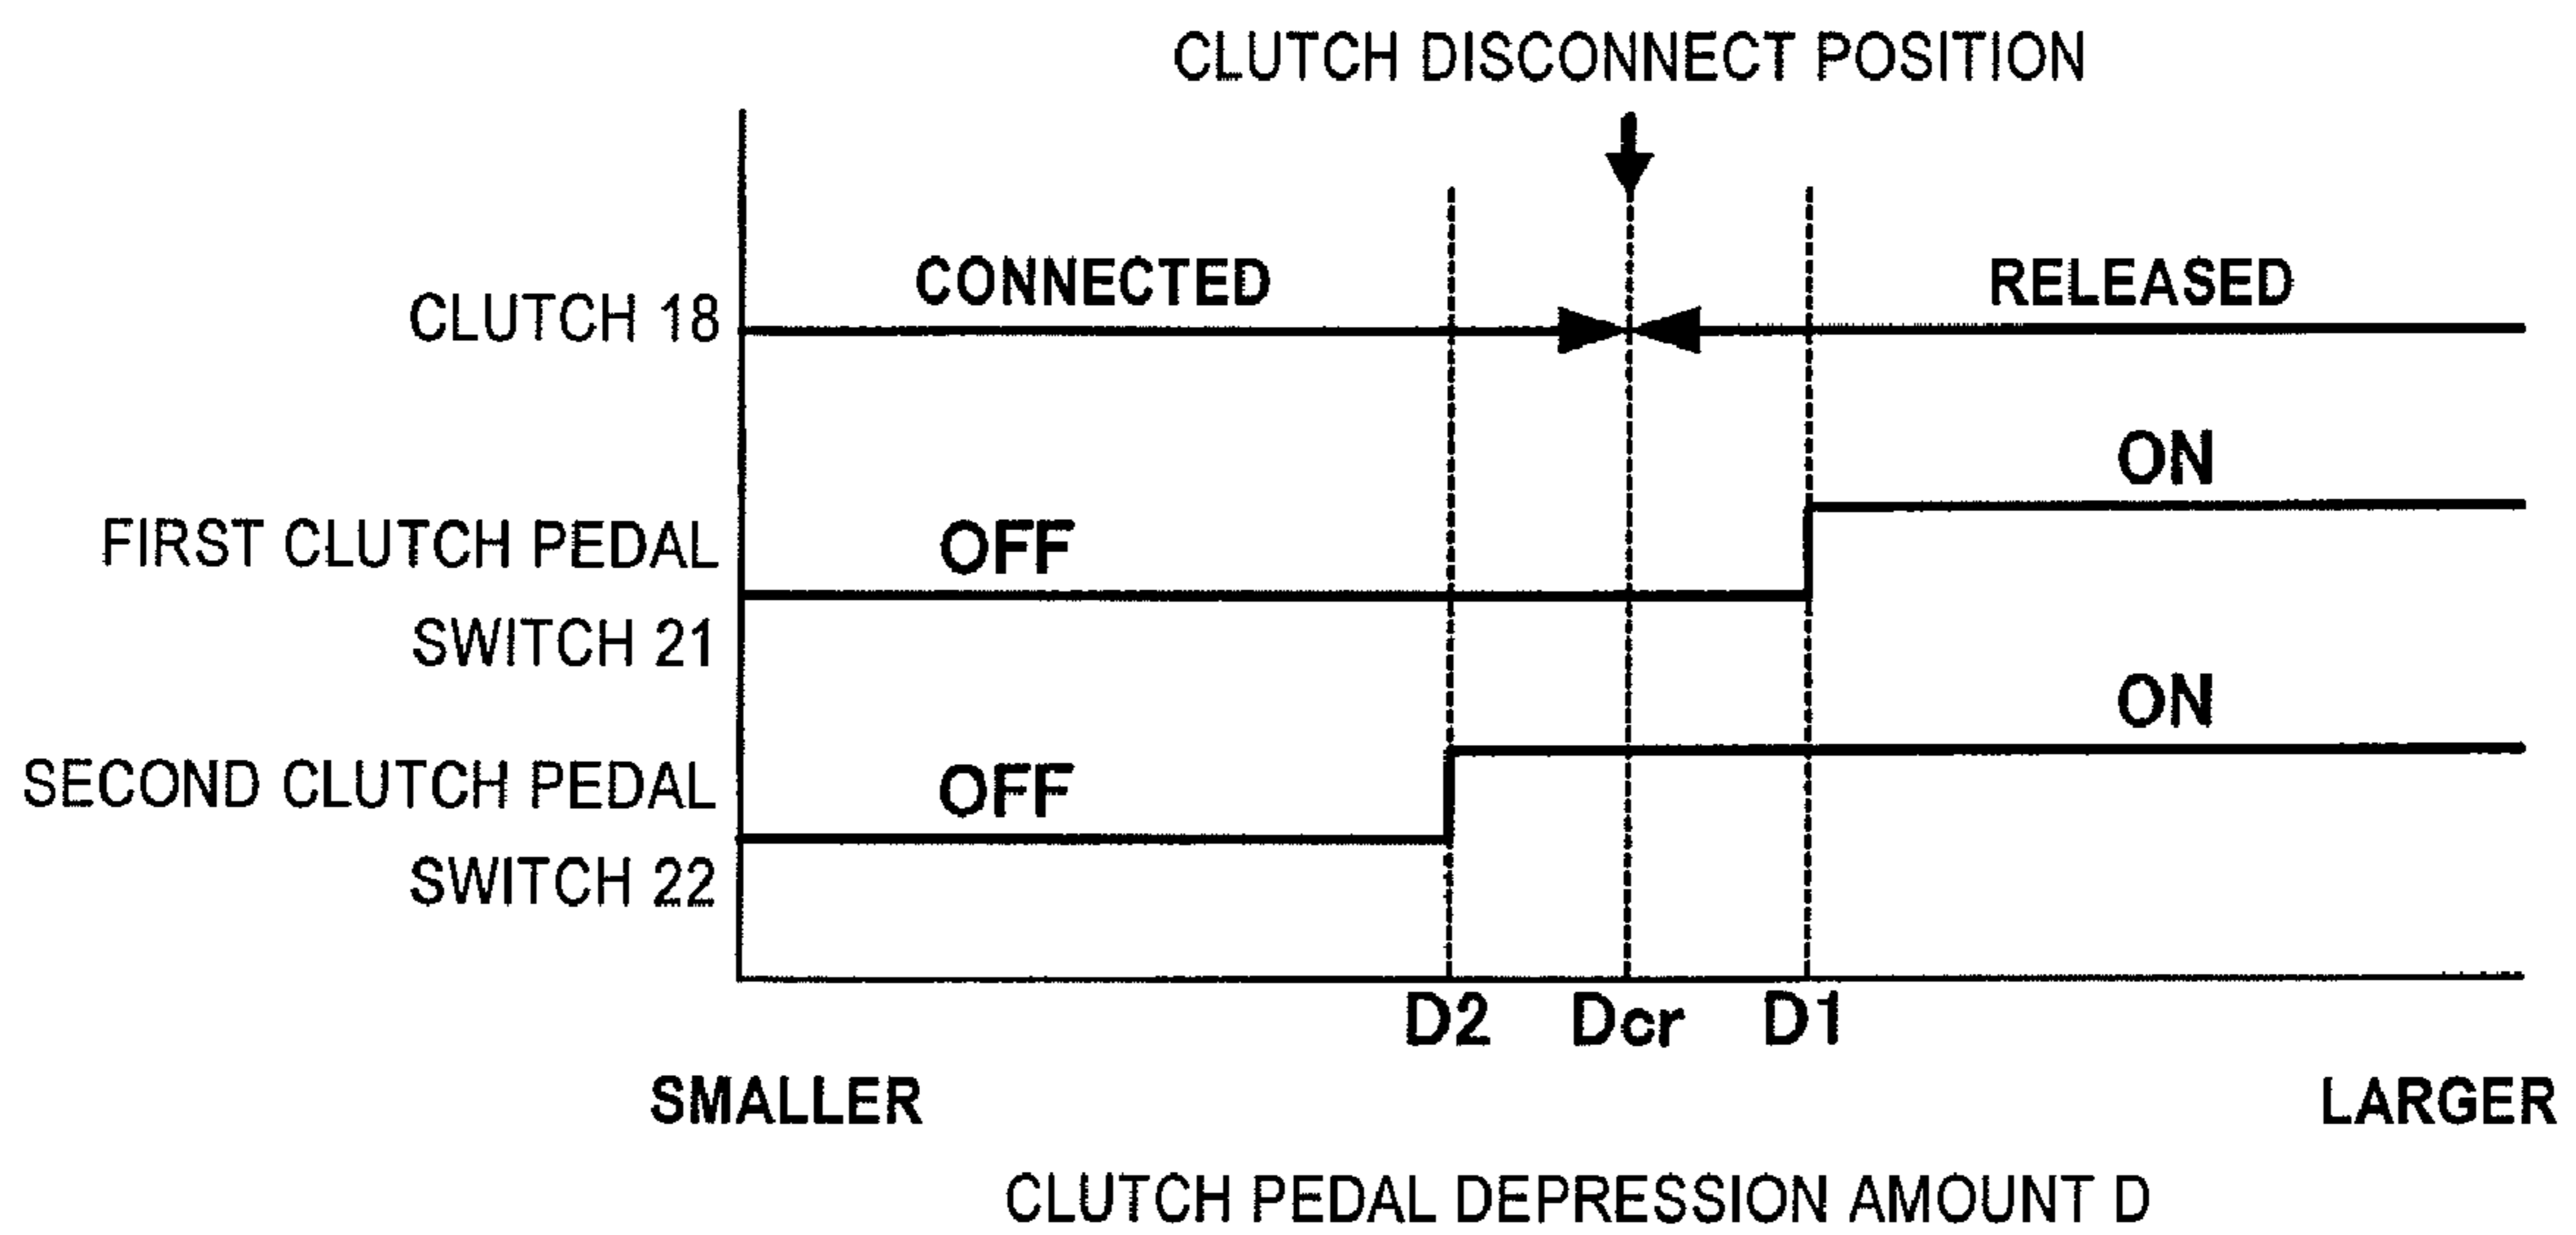 CLUTCH DISCONNECT POSITION
CONNECTED
RELEASED
CLUTCH 18
ON
FIRST CLUTCH PEDAL
OFF
SWITCH 21
ON
SECOND CLUTCH PEDAL
OFF
SWITCH 22
D2 Dcr D1
SMALLER
LARGER
CLUTCH PEDAL DEPRESSION AMOUNT D